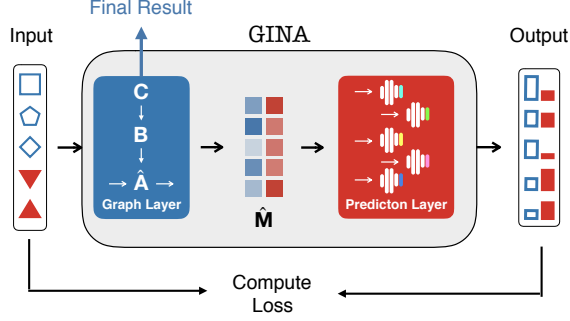 Final Result
Input
GINA
Output
C
B
Â
Graph Layer
M̂
Predicton Layer
Compute
Loss